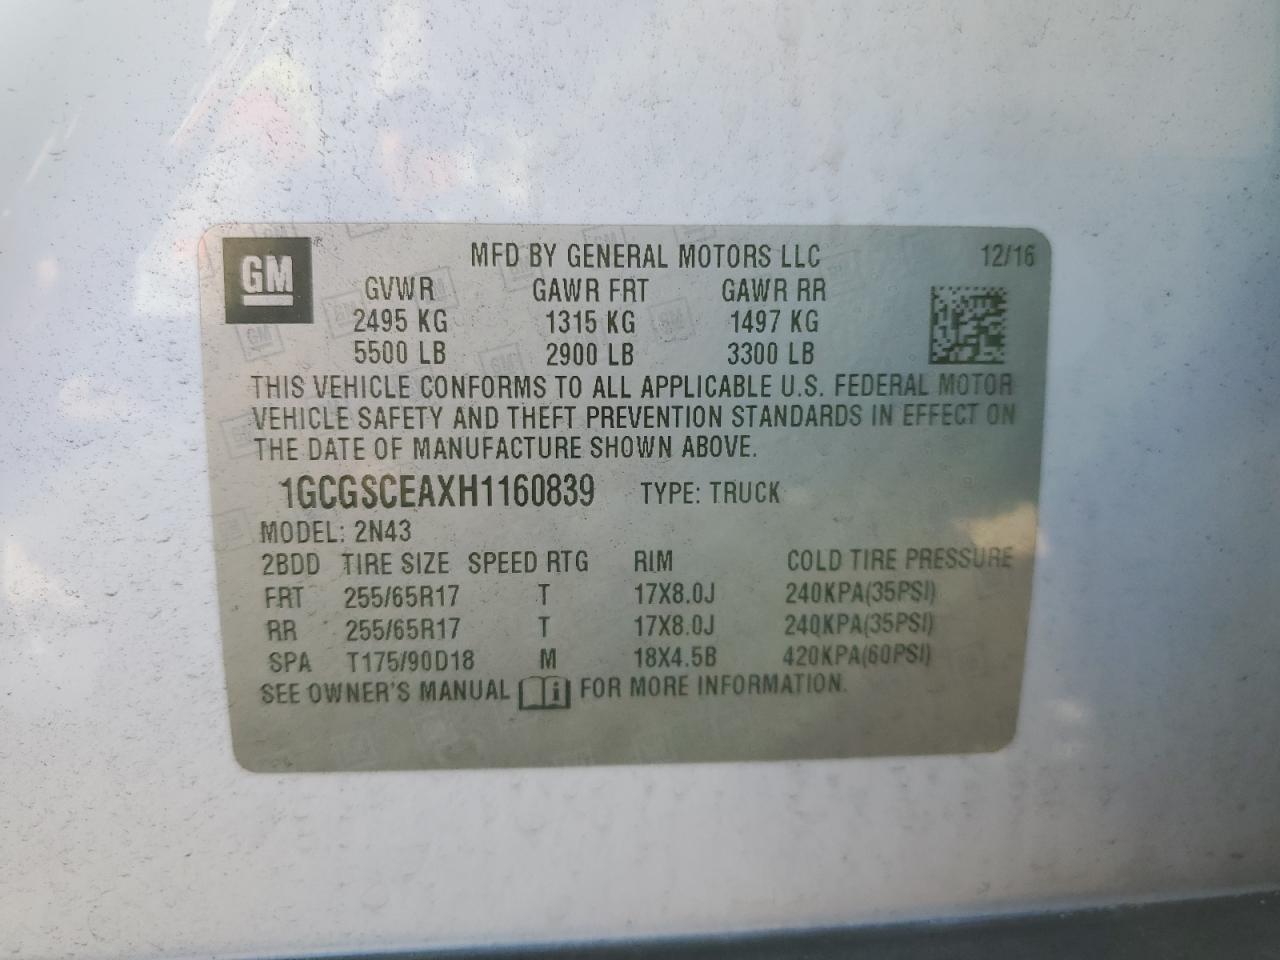 GM
MFD BY GENERAL MOTORS LLC 12/16
GVWR GAWR FRT GAWR RR
2495 KG 1315 KG 1497 KG
5500 LB 2900 LB 3300 LB
THIS VEHICLE CONFORMS TO ALL APPLICABLE U.S. FEDERAL MOTOR
VEHICLE SAFETY AND THEFT PREVENTION STANDARDS IN EFFECT ON
THE DATE OF MANUFACTURE SHOWN ABOVE.
1GCGSCEAXH1160839 TYPE: TRUCK
MODEL: 2N43
2BDD TIRE SIZE SPEED RTG RIM COLD TIRE PRESSURE
FRT 255/65R17 T 17X8.0J 240KPA(35PSI)
RR 255/65R17 T 17X8.0J 240KPA(35PSI)
SPA T175/90D18 M 18X4.5B 420KPA(60PSI)
SEE OWNER'S MANUAL i FOR MORE INFORMATION.